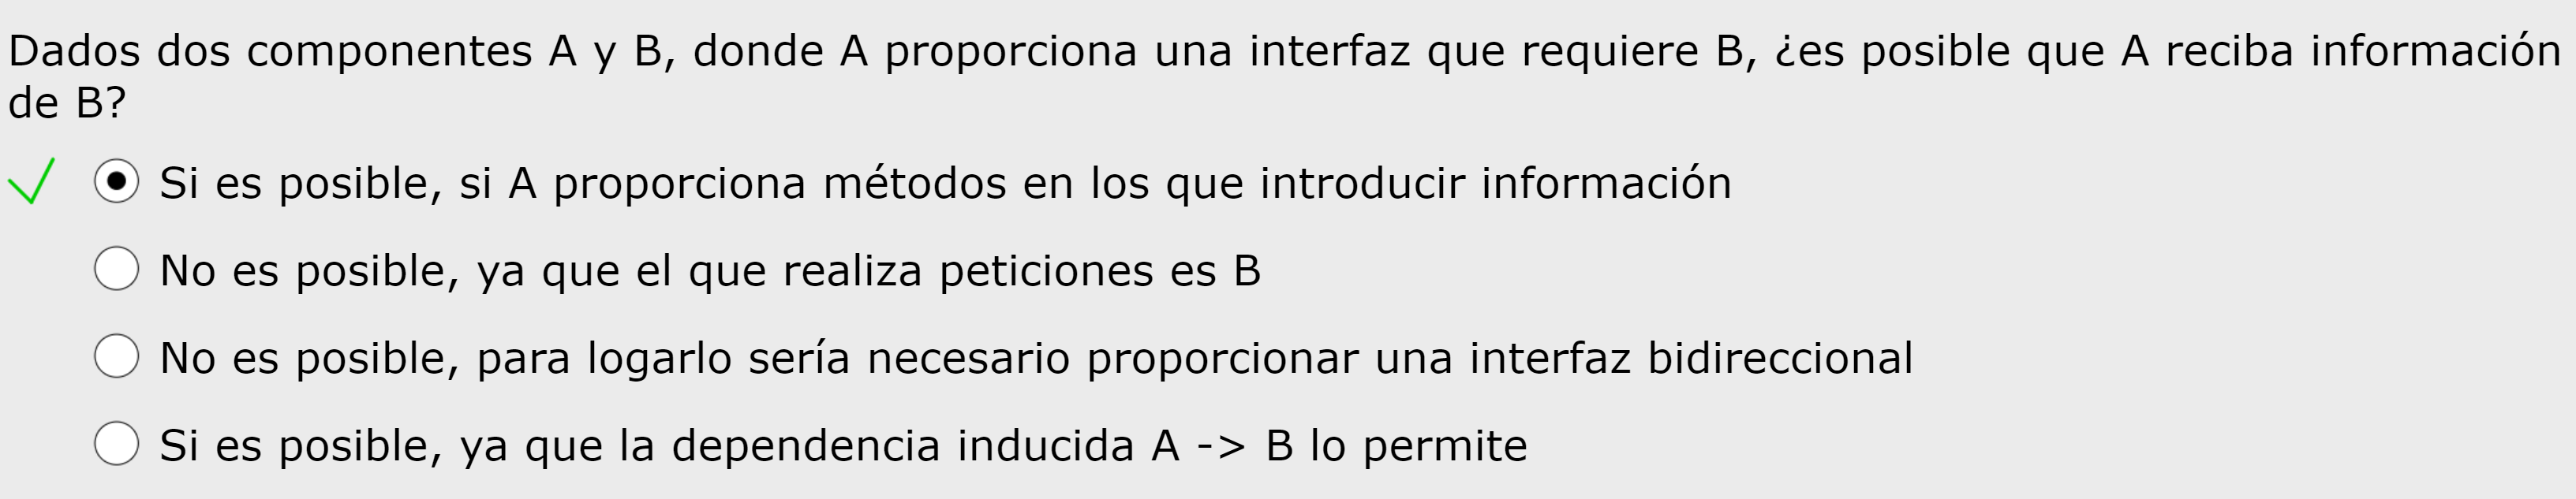 Dados dos componentes A y B, donde A proporciona una interfaz que requiere B, ¿es posible que A reciba información
de B?
Si es posible, si A proporciona métodos en los que introducir información
No es posible, ya que el que realiza peticiones es B
No es posible, para logarlo sería necesario proporcionar una interfaz bidireccional
Si es posible, ya que la dependencia inducida A -> B lo permite